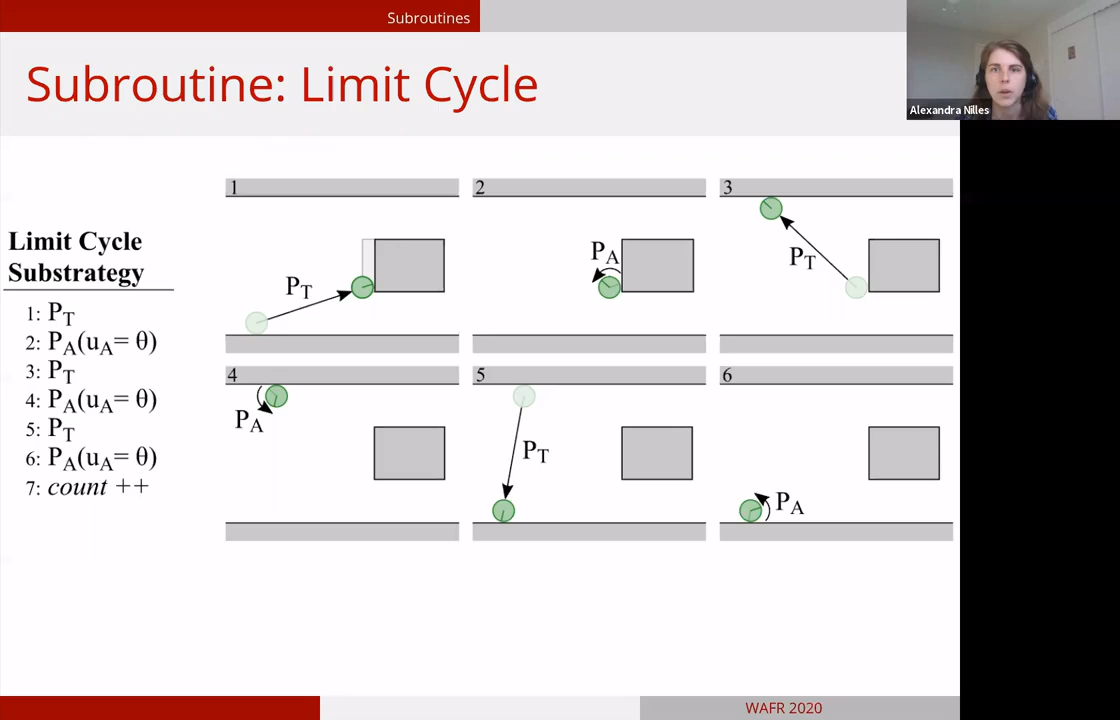 Subroutines
Subroutine: Limit Cycle
Alexandra Nilles
Limit Cycle
Substrategy
1: P_T
2: P_A(u_A= θ)
3: P_T
4: P_A(u_A= θ)
5: P_T
6: P_A(u_A= θ)
7: count ++
1
P_T
2
P_A
3
P_T
4
P_A
5
P_T
6
P_A
WAFR 2020